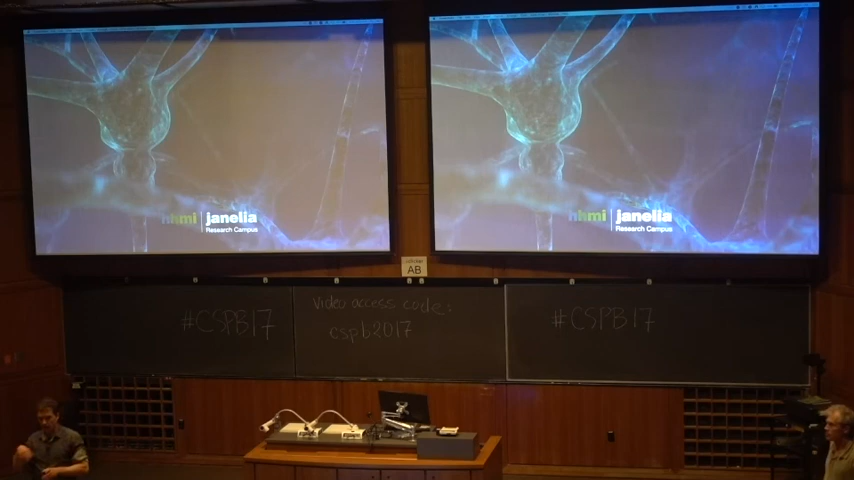 hhmi janelia
Research Campus
hhmi janelia
Research Campus
AB
#CSPB17
video access code:
cspb2017
#CSPB17